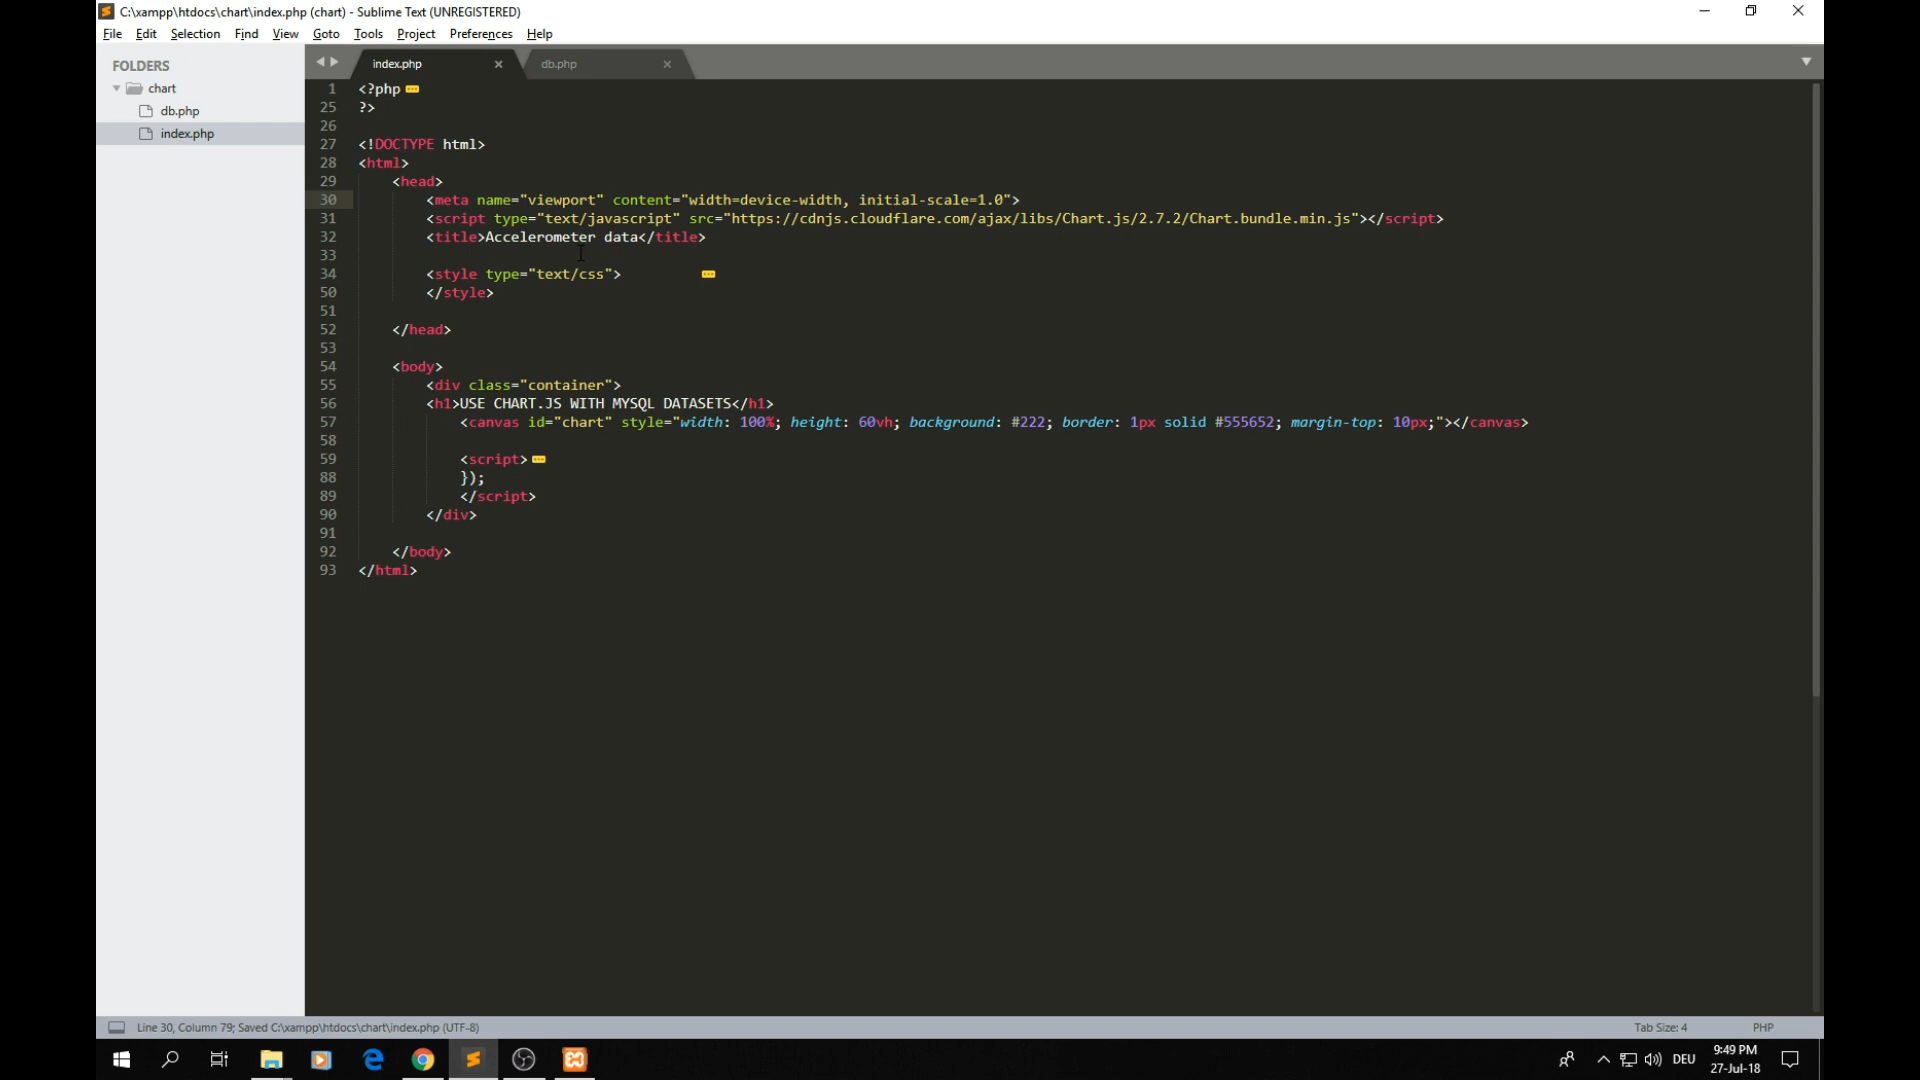 C:\xampp\htdocs\chart\index.php (chart) - Sublime Text (UNREGISTERED)
File Edit Selection Find View Goto Tools Project Preferences Help
FOLDERS
chart
db.php
index.php
index.php
db.php
1 <?php
25 ?>
26
27 <!DOCTYPE html>
28 <html>
29 <head>
30 <meta name="viewport" content="width=device-width, initial-scale=1.0">
31 <script type="text/javascript" src="https://cdnjs.cloudflare.com/ajax/libs/Chart.js/2.7.2/Chart.bundle.min.js"></script>
32 <title>Accelerometer data</title>
33
34 <style type="text/css">
50 </style>
51
52 </head>
53
54 <body>
55 <div class="container">
56 <h1>USE CHART.JS WITH MYSQL DATASETS</h1>
57 <canvas id="chart" style="width: 100%; height: 60vh; background: #222; border: 1px solid #555652; margin-top: 10px;"></canvas>
58
59 <script>
88 });
89 </script>
90 </div>
91
92 </body>
93 </html>
Line 30, Column 79; Saved C:\xampp\htdocs\chart\index.php (UTF-8)
Tab Size: 4
PHP
DEU
9:49 PM
27-Jul-18